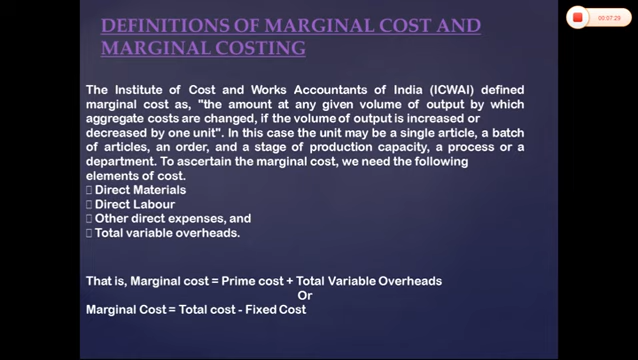 00:07:29
DEFINITIONS OF MARGINAL COST AND
MARGINAL COSTING
The Institute of Cost and Works Accountants of India (ICWAI) defined
marginal cost as, "the amount at any given volume of output by which
aggregate costs are changed, if the volume of output is increased or
decreased by one unit". In this case the unit may be a single article, a batch
of articles, an order, and a stage of production capacity, a process or a
department. To ascertain the marginal cost, we need the following
elements of cost.
Direct Materials
Direct Labour
Other direct expenses, and
Total variable overheads.
That is, Marginal cost = Prime cost + Total Variable Overheads
Or
Marginal Cost = Total cost - Fixed Cost